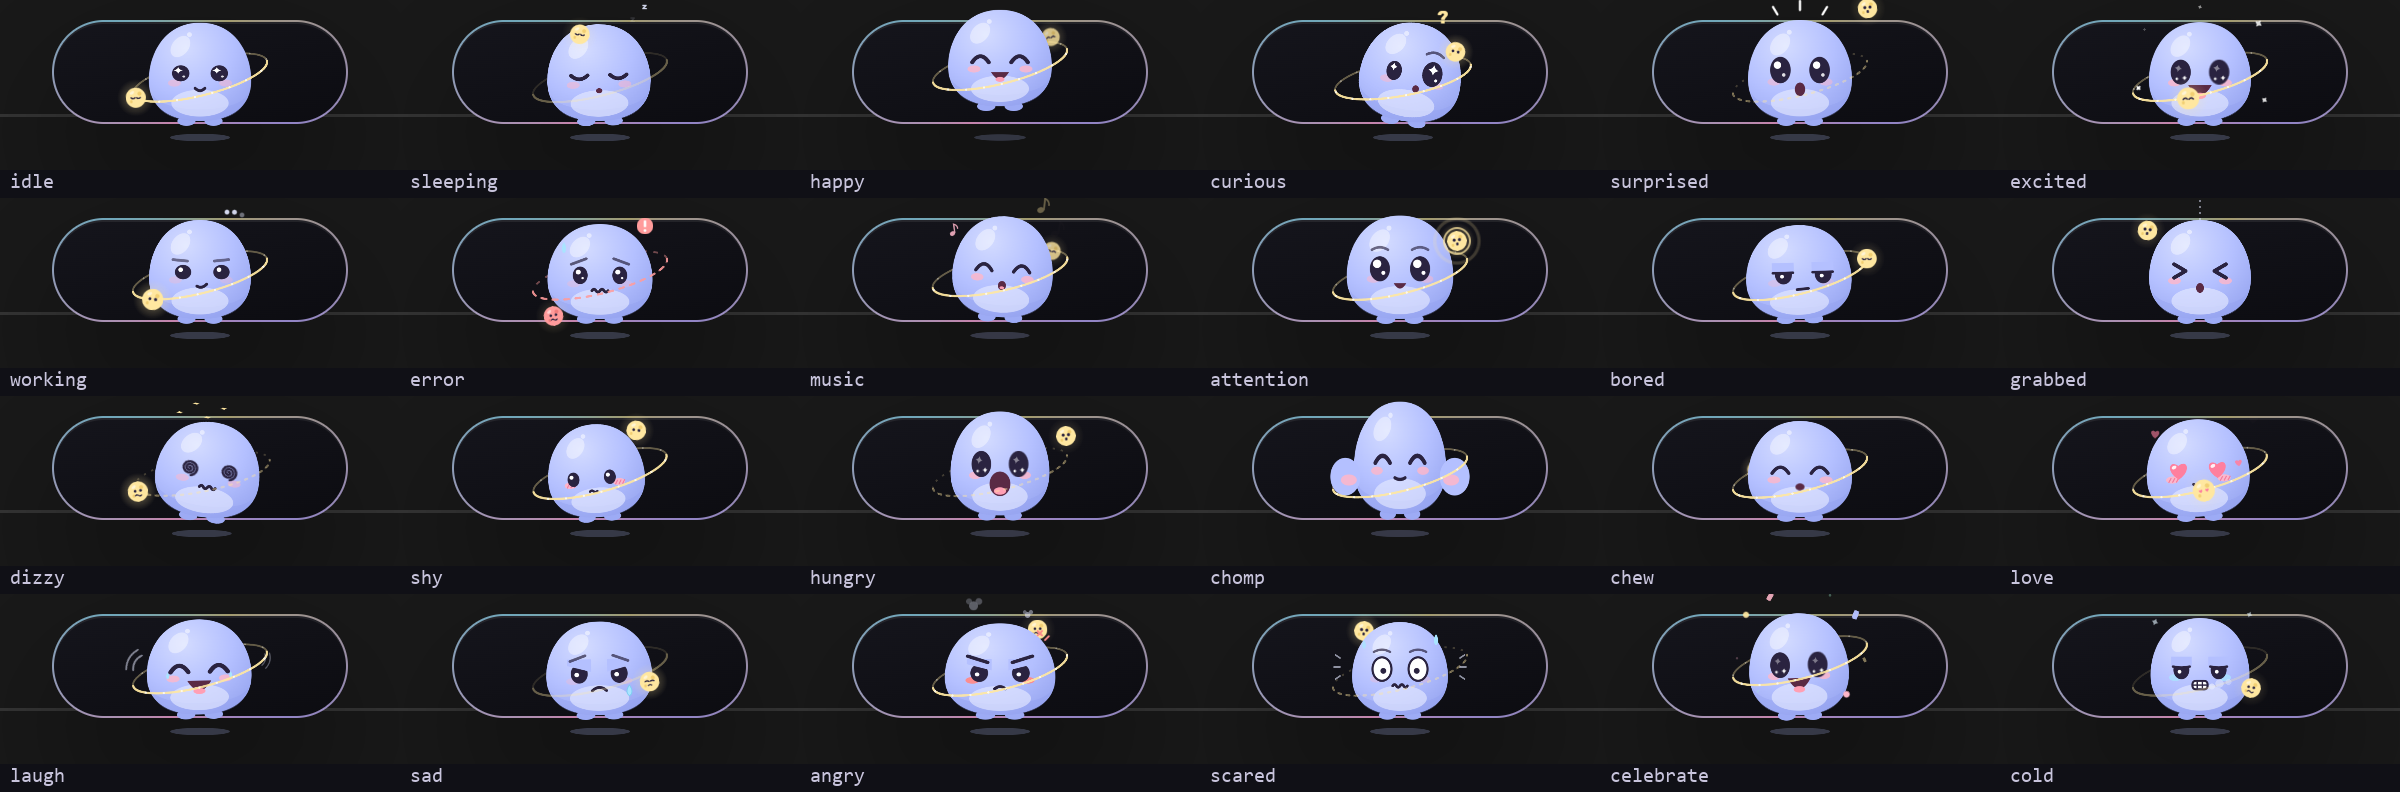 z
?
idle sleeping happy curious surprised excited
!
working error music attention bored grabbed
dizzy shy hungry chomp chew love
laugh sad angry scared celebrate cold